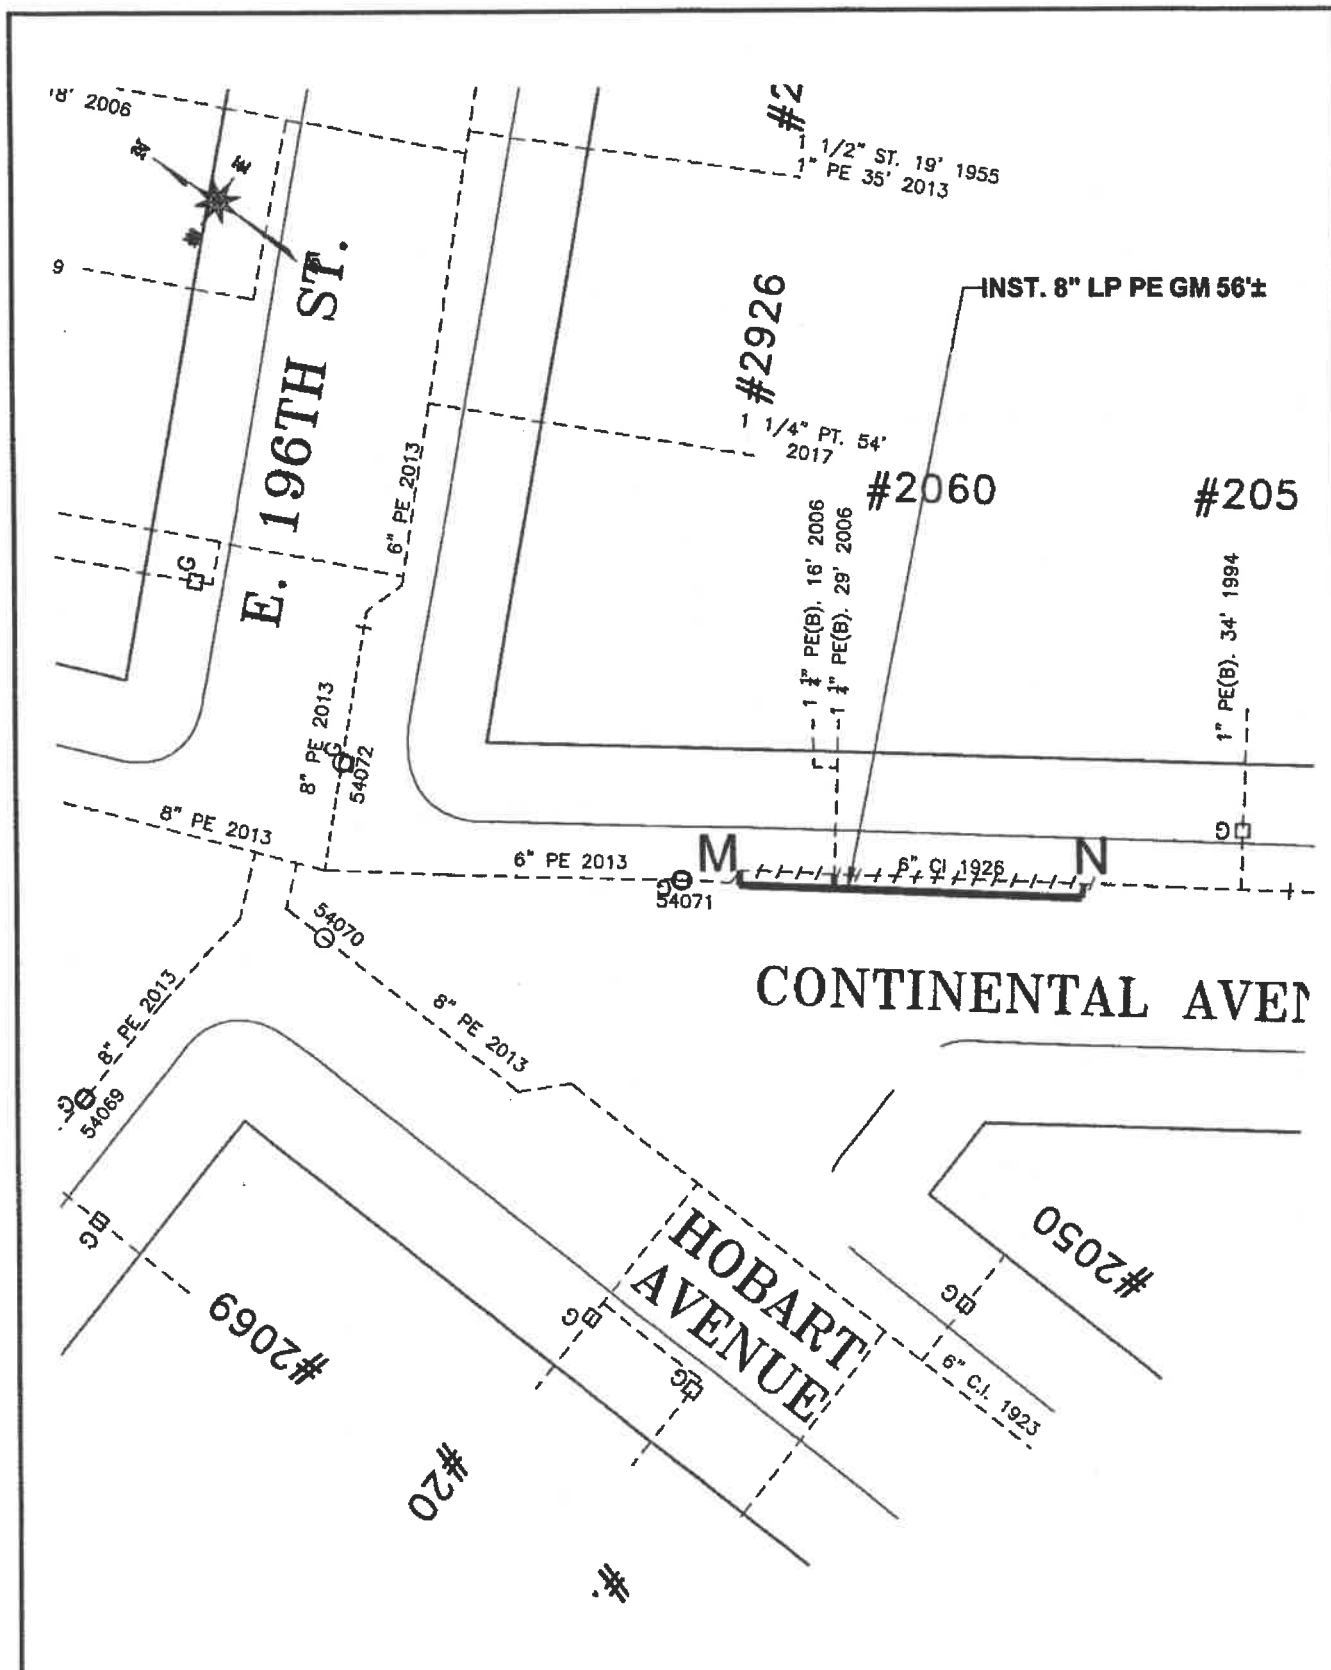 18' 2006
#2
1 1/2" ST. 19' 1955
1" PE 35' 2013
9
E. 196TH ST.
INST. 8" LP PE GM 56'±
#2926
1 1/4" PT. 54'
2017
6" PE 2013
#2060
#205
1 1/4" PE(B). 16' 2006
1 1/4" PE(B). 29' 2006
1" PE(B). 34' 1994
G
8" PE 2013
G
54072
8" PE 2013
6" PE 2013
M
6" CI 1926
N
G
G
54071
54070
CONTINENTAL AVEN
8" PE 2013
8" PE 2013
G
54069
G
#2069
HOBART
AVENUE
#2050
G
G
G
6" C.I. 1923
#20
#.